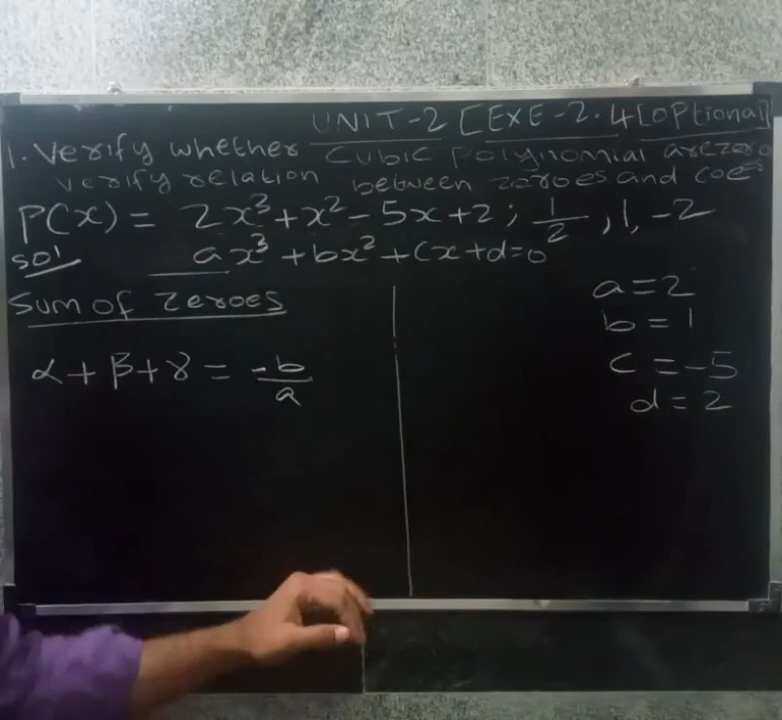 UNIT-2 [EXE-2.4[Optional]
1. Verify whether cubic polynomial are zero
verify relation between zeroes and coe
P(x) = 2x³+x²-5x+2; 1/2, 1, -2
sol ax³+bx²+cx+d=0
Sum of zeroes
α+β+γ = -b/a
a=2
b=1
c=-5
d=2